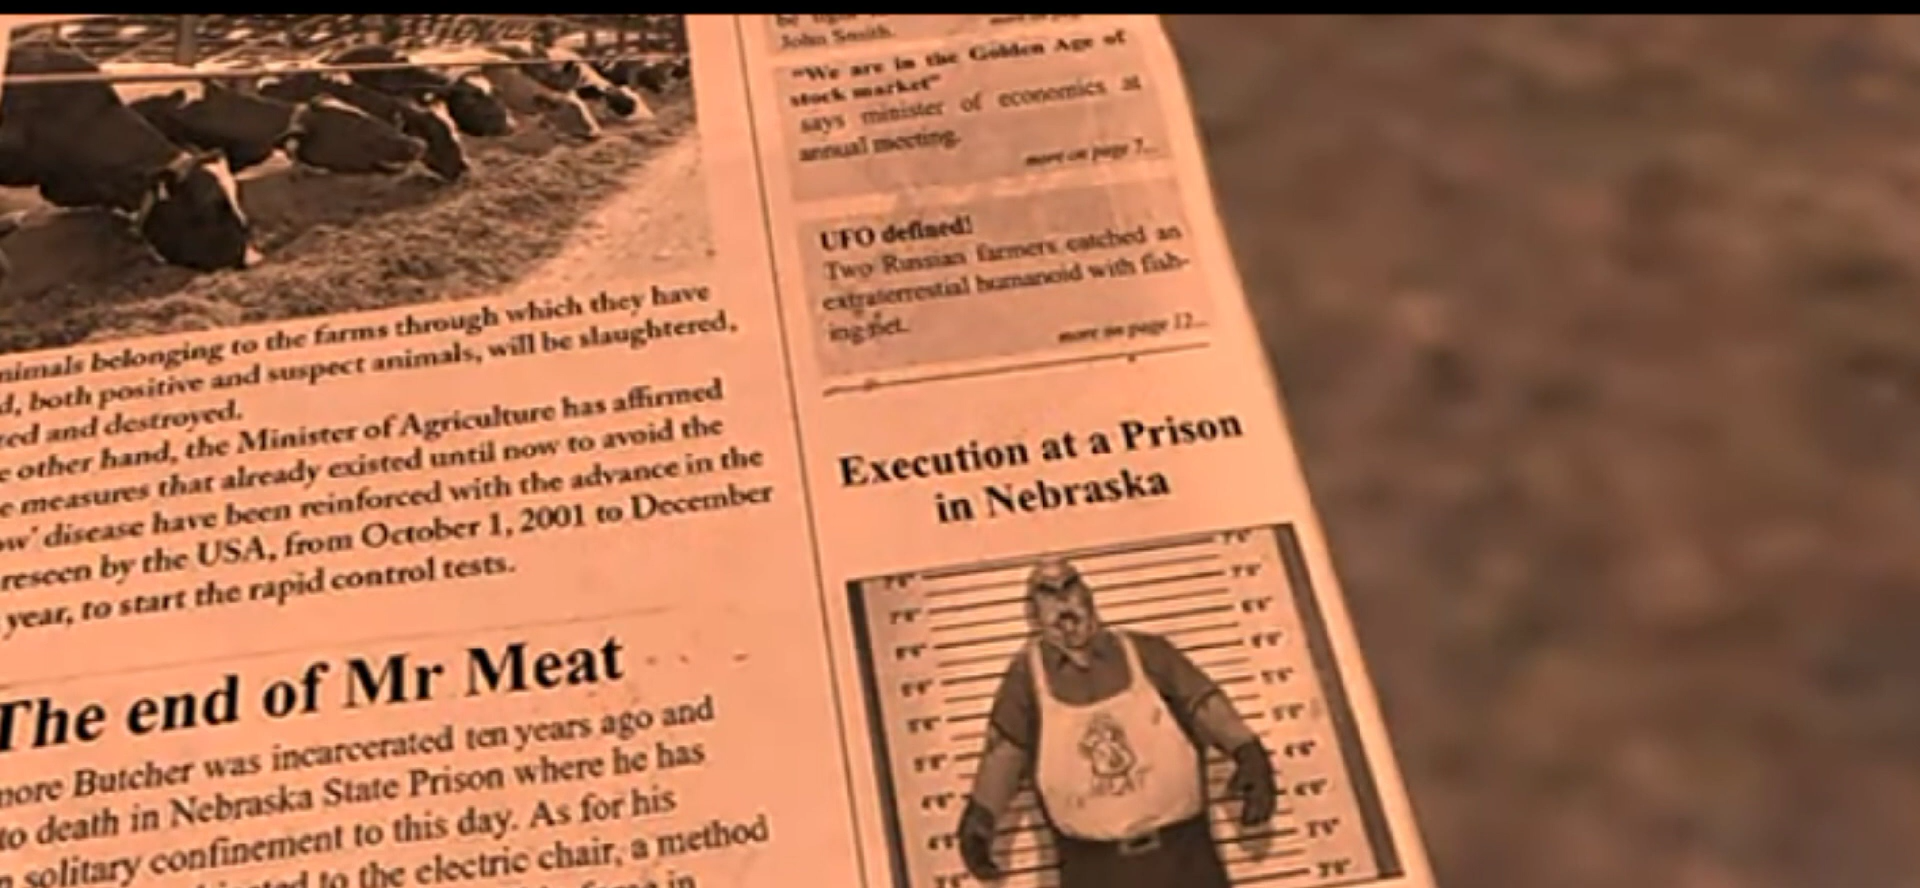 John Smith.
"We are in the Golden Age of
stock market"
says minister of economics at
annual meeting.
more on page 7...
UFO defined!
Two Russian farmers catched an
extraterrestial humanoid with fish-
ing net.
more on page 12...
Execution at a Prison
in Nebraska
nimals belonging to the farms through which they have
d, both positive and suspect animals, will be slaughtered,
red and destroyed.
e other hand, the Minister of Agriculture has affirmed
e measures that already existed until now to avoid the
ow' disease have been reinforced with the advance in the
reseen by the USA, from October 1, 2001 to December
year, to start the rapid control tests.
The end of Mr Meat
more Butcher was incarcerated ten years ago and
to death in Nebraska State Prison where he has
n solitary confinement to this day. As for his
to the electric chair, a method
in